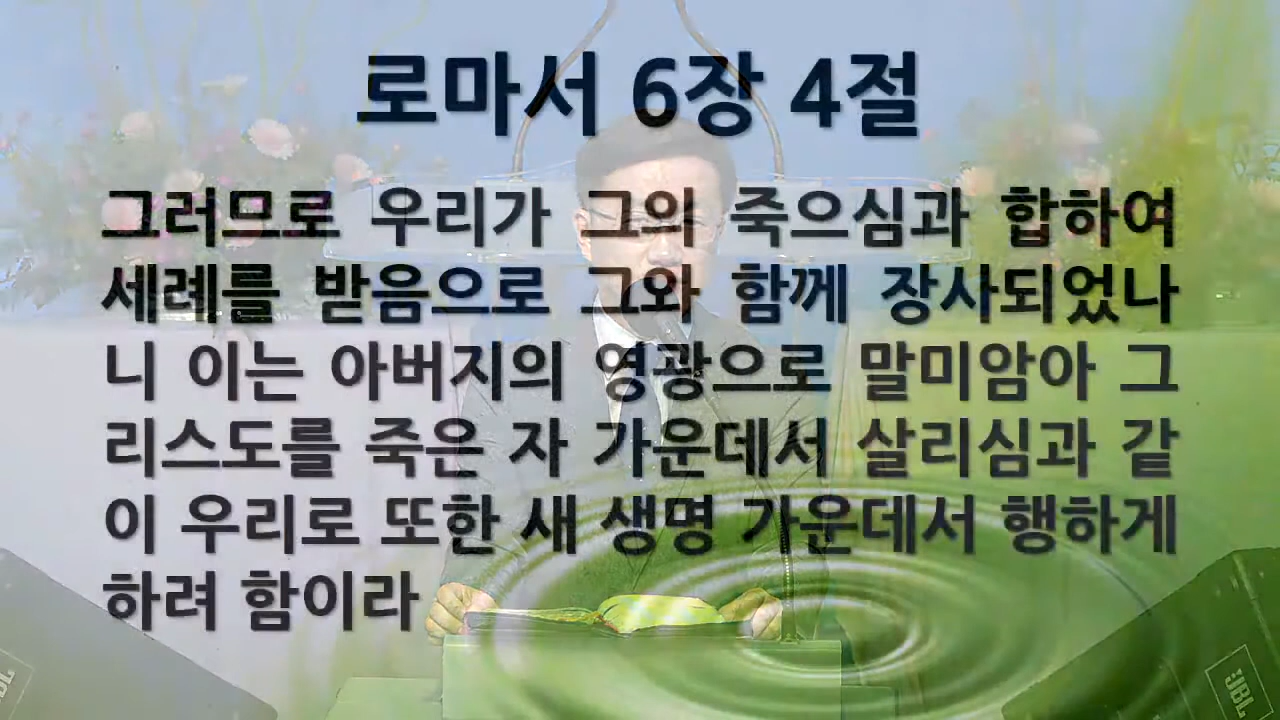 로마서 6장 4절
그러므로 우리가 그의 죽으심과 합하여
세례를 받음으로 그와 함께 장사되었나
니 이는 아버지의 영광으로 말미암아 그
리스도를 죽은 자 가운데서 살리심과 같
이 우리로 또한 새 생명 가운데서 행하게
하려 함이라
JBL
JBL